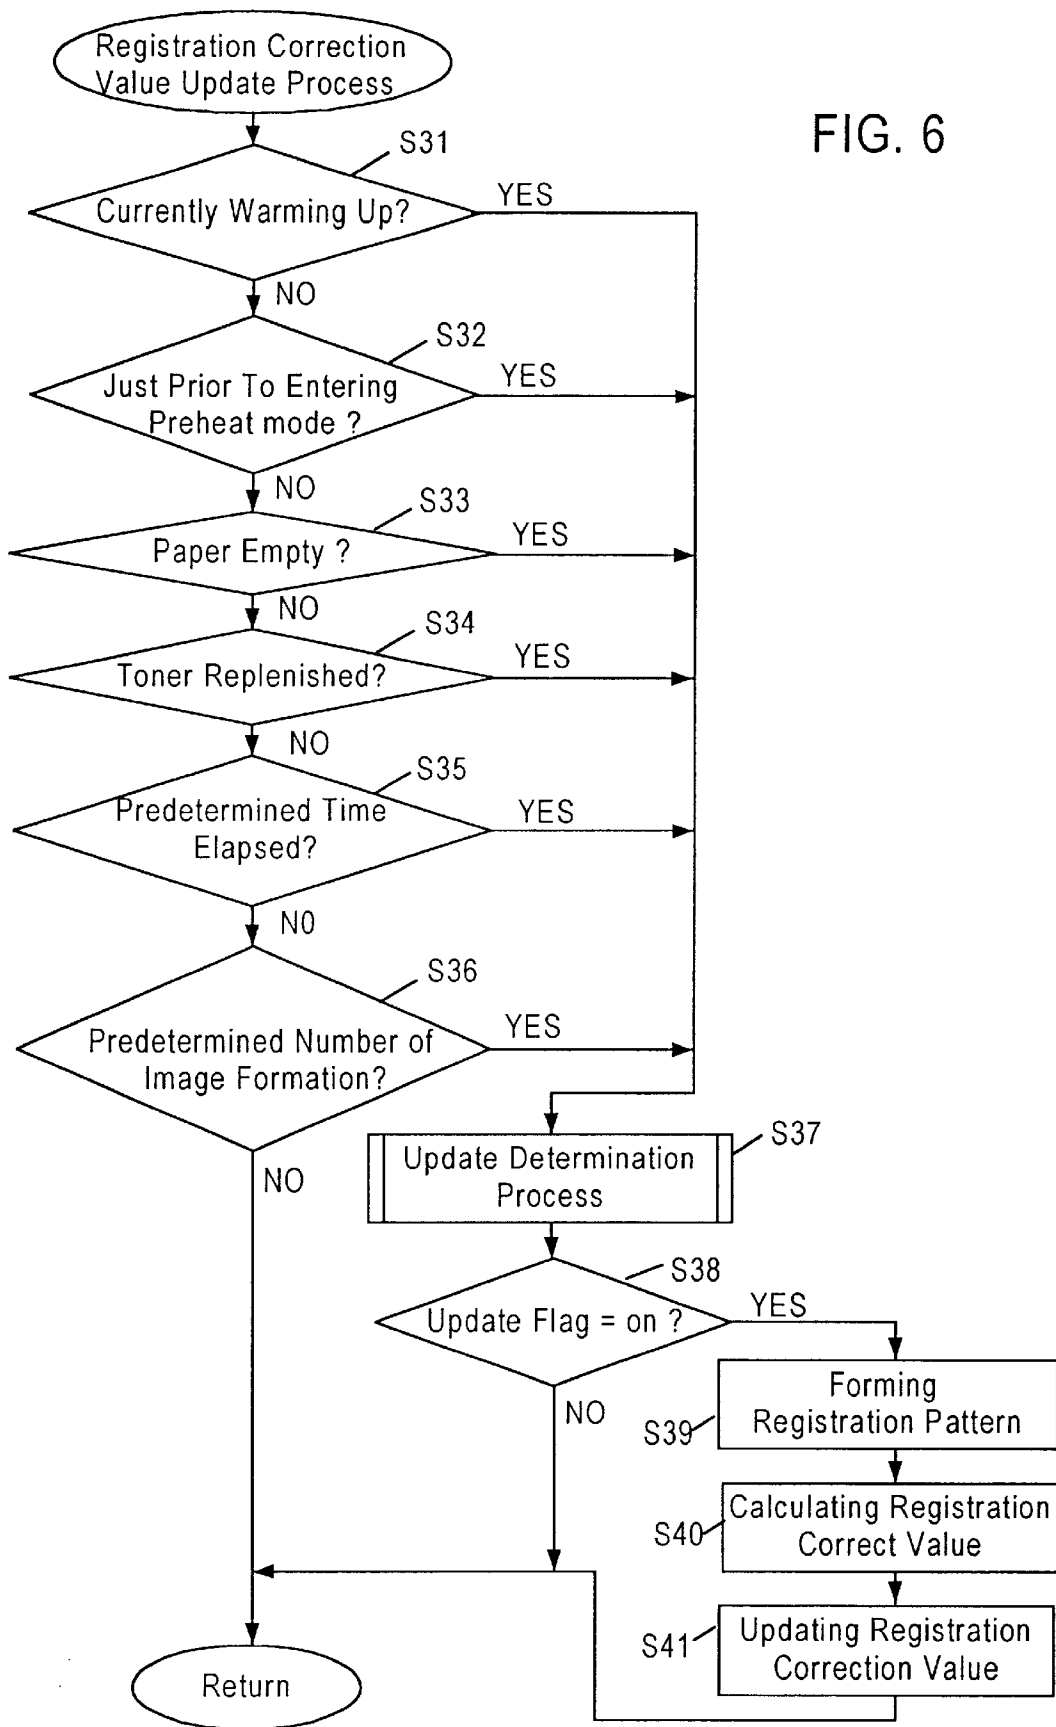 Registration Correction
Value Update Process
FIG. 6
S31
Currently Warming Up?
YES
NO
S32
Just Prior To Entering
Preheat mode ?
YES
NO
S33
Paper Empty ?
YES
NO
S34
Toner Replenished?
YES
NO
S35
Predetermined Time
Elapsed?
YES
NO
S36
Predetermined Number of
Image Formation?
YES
NO
S37
Update Determination
Process
S38
Update Flag = on ?
YES
NO
Forming
Registration Pattern
S39
Calculating Registration
Correct Value
S40
Updating Registration
Correction Value
S41
Return